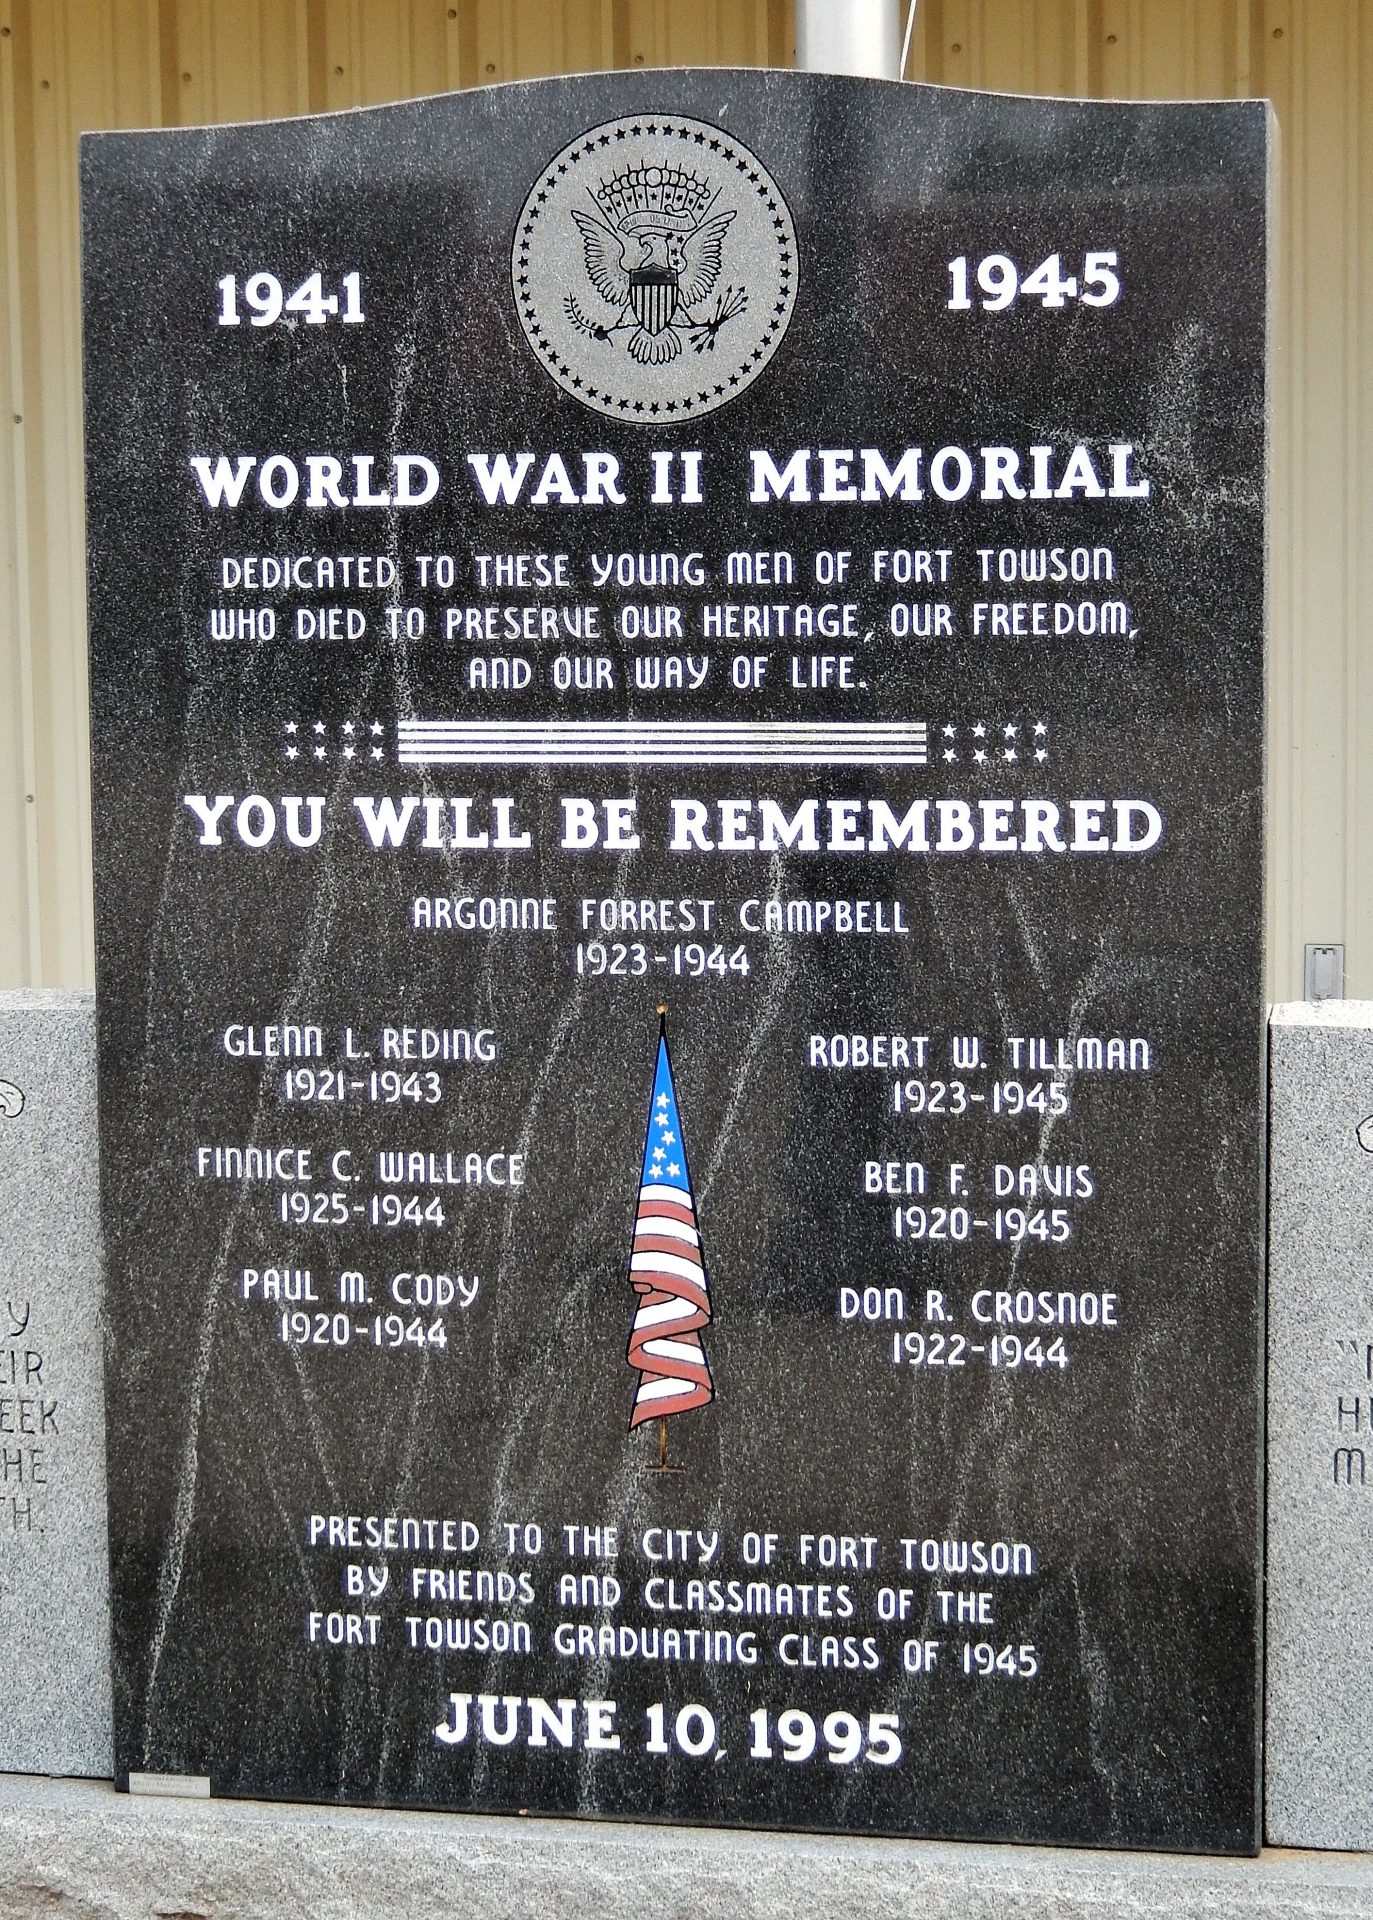 1941
1945
WORLD WAR II MEMORIAL
DEDICATED TO THESE YOUNG MEN OF FORT TOWSON
WHO DIED TO PRESERVE OUR HERITAGE, OUR FREEDOM,
AND OUR WAY OF LIFE.
YOU WILL BE REMEMBERED
ARGONNE FORREST CAMPBELL
1923-1944
GLENN L. REDING
1921-1943
FINNICE C. WALLACE
1925-1944
PAUL M. CODY
1920-1944
ROBERT W. TILLMAN
1923-1945
BEN F. DAVIS
1920-1945
DON R. CROSNOE
1922-1944
PRESENTED TO THE CITY OF FORT TOWSON
BY FRIENDS AND CLASSMATES OF THE
FORT TOWSON GRADUATING CLASS OF 1945
JUNE 10, 1995